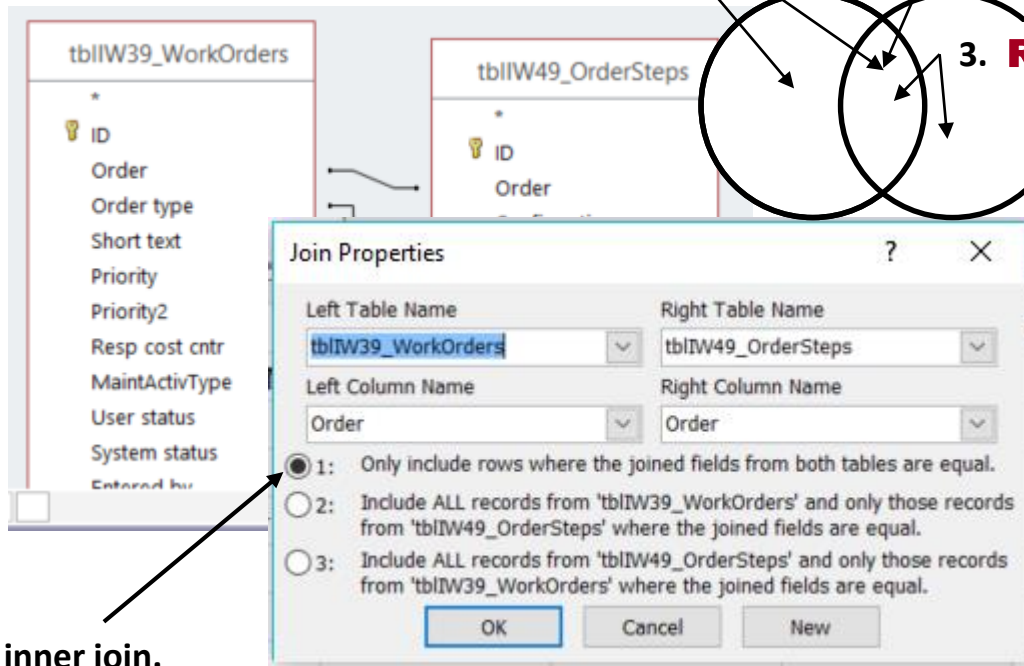 tblIW39_WorkOrders
*
ID
Order
Order type
Short text
Priority
Priority2
Resp cost cntr
MaintActivType
User status
System status
Entered by
tblIW49_OrderSteps
*
ID
Order
3. R
Join Properties
? X
Left Table Name
Right Table Name
tblIW39_WorkOrders
tblIW49_OrderSteps
Left Column Name
Right Column Name
Order
Order
1: Only include rows where the joined fields from both tables are equal.
2: Include ALL records from 'tblIW39_WorkOrders' and only those records
from 'tblIW49_OrderSteps' where the joined fields are equal.
3: Include ALL records from 'tblIW49_OrderSteps' and only those records
from 'tblIW39_WorkOrders' where the joined fields are equal.
OK
Cancel
New
inner join.